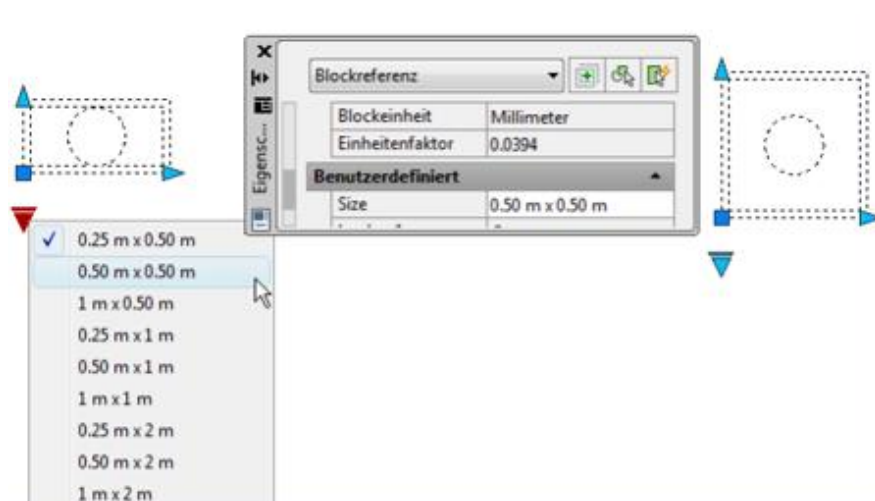 Blockreferenz
Blockeinheit Millimeter
Einheitenfaktor 0.0394
Benutzerdefiniert
Size 0.50 m x 0.50 m
Eigensc...
0.25 m x 0.50 m
0.50 m x 0.50 m
1 m x 0.50 m
0.25 m x 1 m
0.50 m x 1 m
1 m x 1 m
0.25 m x 2 m
0.50 m x 2 m
1 m x 2 m